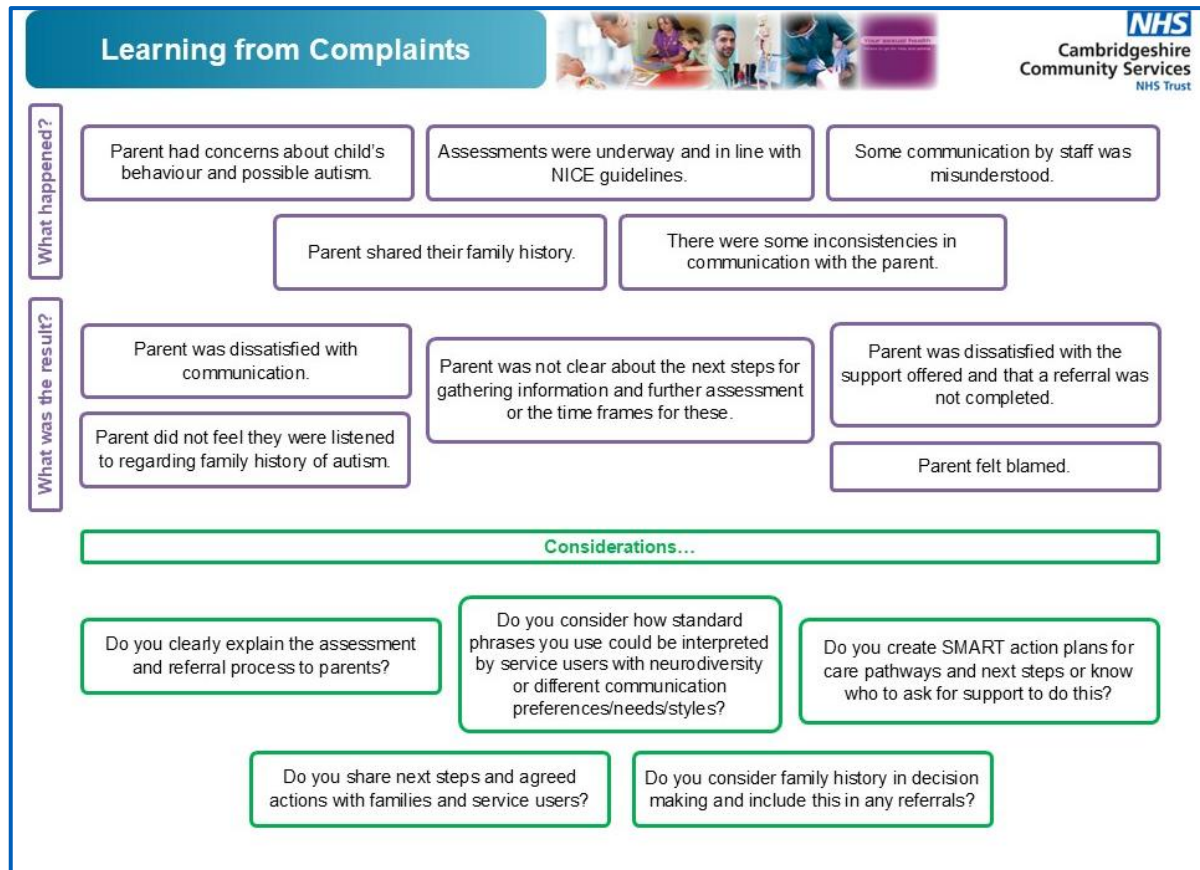 Learning from Complaints
Your sexual health
NHS
Cambridgeshire
Community Services
NHS Trust
What happened?
Parent had concerns about child's
behaviour and possible autism.
Assessments were underway and in line with
NICE guidelines.
Some communication by staff was
misunderstood.
Parent shared their family history.
There were some inconsistencies in
communication with the parent.
What was the result?
Parent was dissatisfied with
communication.
Parent was not clear about the next steps for
gathering information and further assessment
or the time frames for these.
Parent was dissatisfied with the
support offered and that a referral was
not completed.
Parent did not feel they were listened
to regarding family history of autism.
Parent felt blamed.
Considerations…
Do you clearly explain the assessment
and referral process to parents?
Do you consider how standard
phrases you use could be interpreted
by service users with neurodiversity
or different communication
preferences/needs/styles?
Do you create SMART action plans for
care pathways and next steps or know
who to ask for support to do this?
Do you share next steps and agreed
actions with families and service users?
Do you consider family history in decision
making and include this in any referrals?